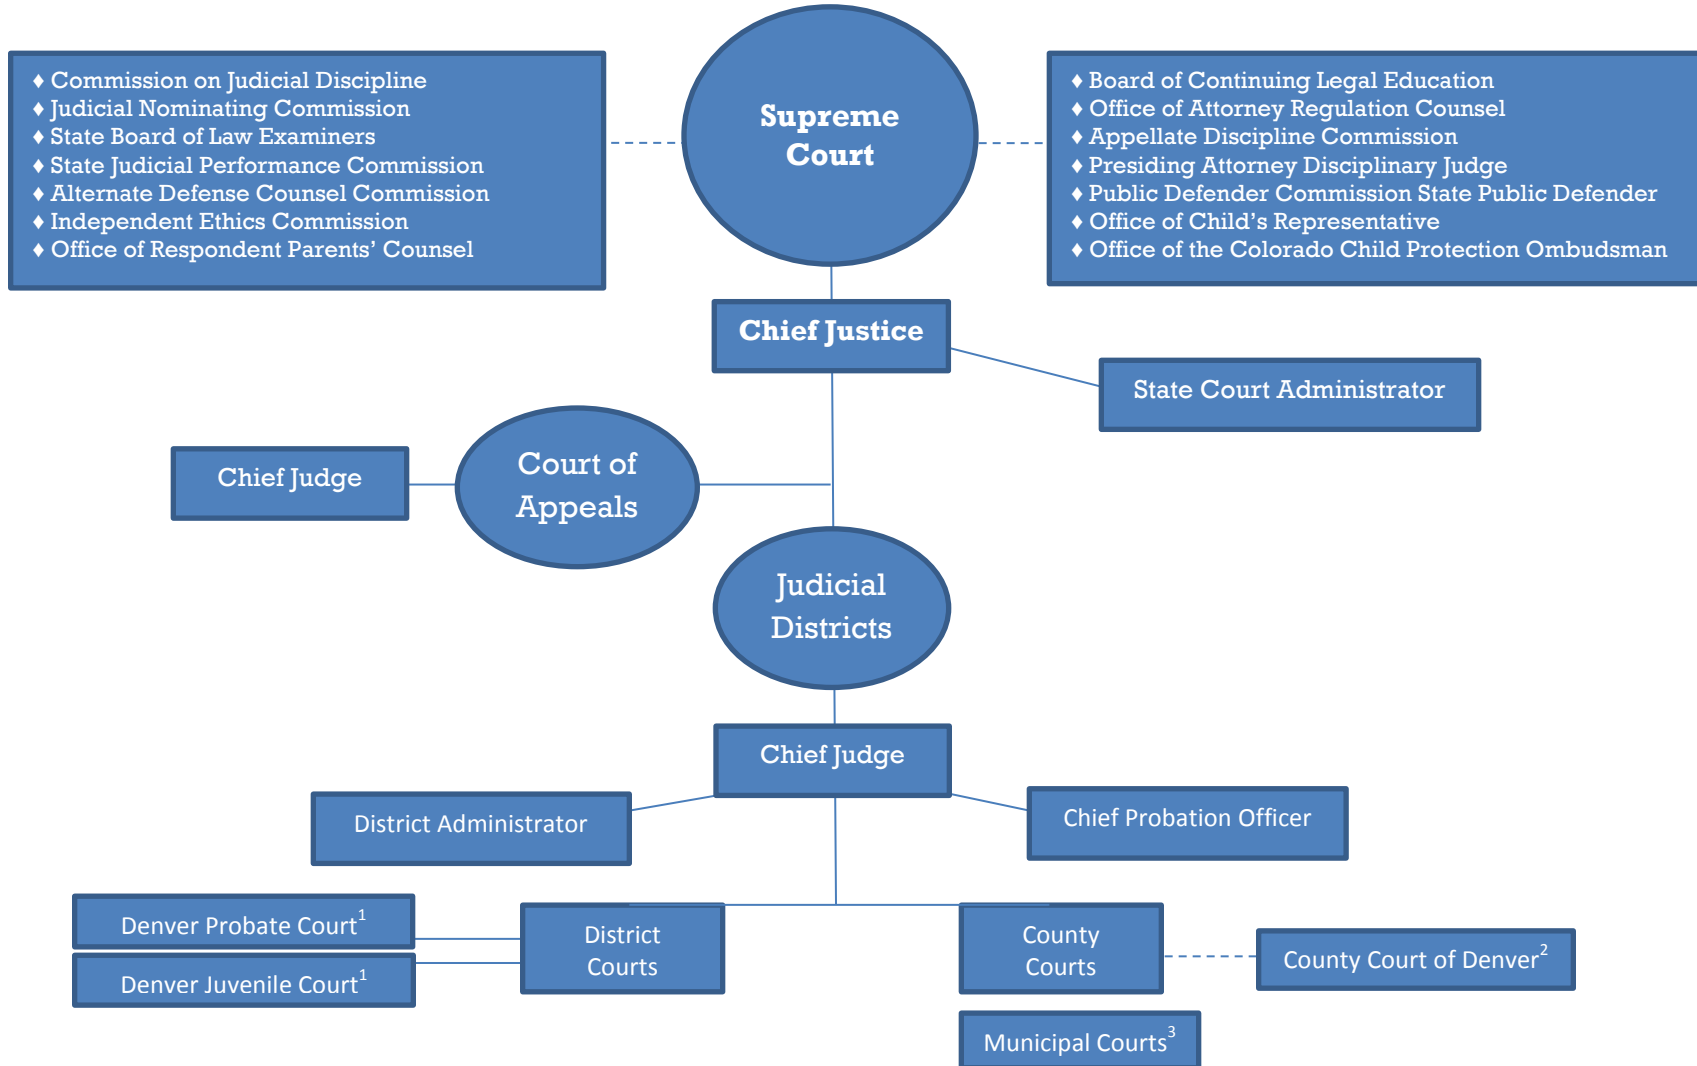 ♦ Commission on Judicial Discipline
♦ Judicial Nominating Commission
♦ State Board of Law Examiners
♦ State Judicial Performance Commission
♦ Alternate Defense Counsel Commission
♦ Independent Ethics Commission
♦ Office of Respondent Parents’ Counsel
Supreme
Court
♦ Board of Continuing Legal Education
♦ Office of Attorney Regulation Counsel
♦ Appellate Discipline Commission
♦ Presiding Attorney Disciplinary Judge
♦ Public Defender Commission State Public Defender
♦ Office of Child’s Representative
♦ Office of the Colorado Child Protection Ombudsman
Chief Justice
State Court Administrator
Chief Judge
Court of
Appeals
Judicial
Districts
Chief Judge
District Administrator
Chief Probation Officer
Denver Probate Court¹
Denver Juvenile Court¹
District
Courts
County
Courts
County Court of Denver²
Municipal Courts³